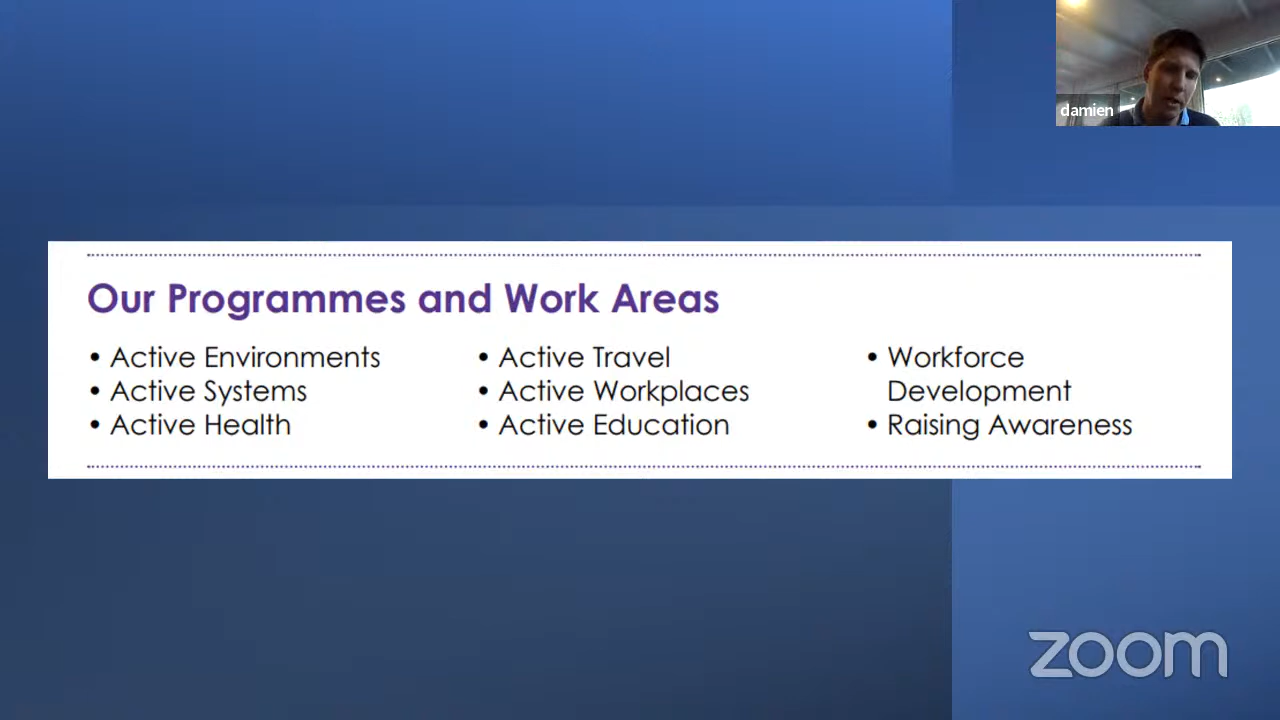 damien
Our Programmes and Work Areas
• Active Environments
• Active Systems
• Active Health
• Active Travel
• Active Workplaces
• Active Education
• Workforce
Development
• Raising Awareness
zoom